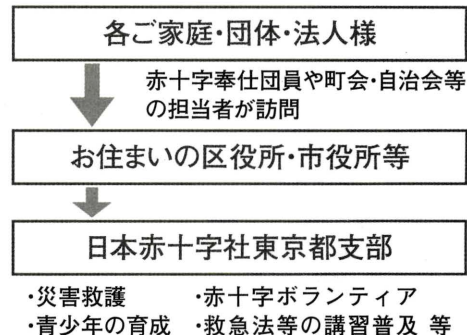 各ご家庭・団体・法人様
赤十字奉仕団員や町会・自治会等
の担当者が訪問
お住まいの区役所・市役所等
日本赤十字社東京都支部
・災害救護　・赤十字ボランティア
・青少年の育成　・救急法等の講習普及 等